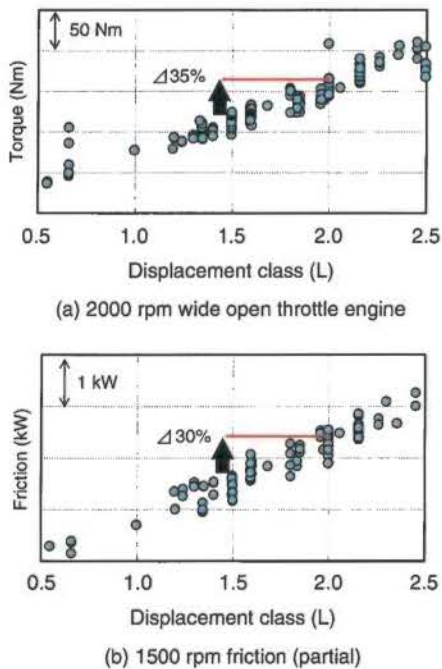 50 Nm
⊿35%
Torque (Nm)
0.5 1.0 1.5 2.0 2.5
Displacement class (L)
(a) 2000 rpm wide open throttle engine
1 kW
⊿30%
Friction (kW)
0.5 1.0 1.5 2.0 2.5
Displacement class (L)
(b) 1500 rpm friction (partial)